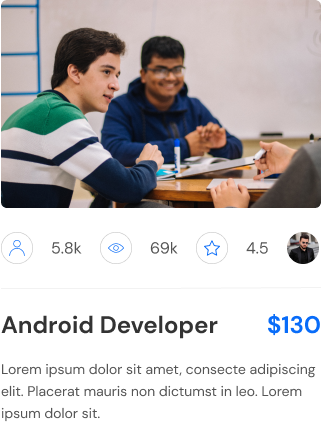 5.8k 69k 4.5
Android Developer $130
Lorem ipsum dolor sit amet, consecte adipiscing
elit. Placerat mauris non dictumst in leo. Lorem
ipsum dolor sit.